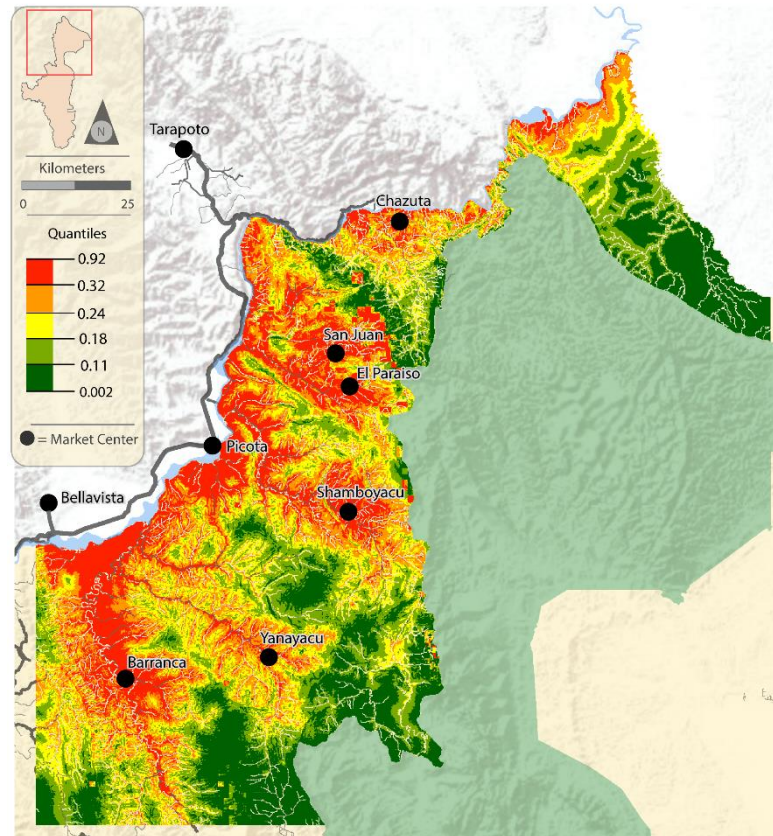 N
Kilometers
0 25
Quantiles
0.92
0.32
0.24
0.18
0.11
0.002
= Market Center
Tarapoto
Chazuta
San Juan
El Paraiso
Picota
Shamboyacu
Bellavista
Yanayacu
Barranca